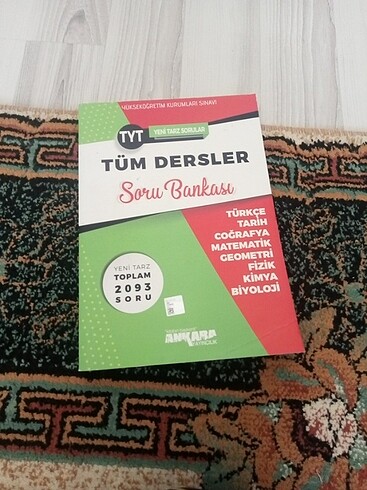 YÜKSEKÖĞRETİM KURUMLARI SINAVI
TYT
YENİ TARZ SORULAR
TÜM DERSLER
Soru Bankası
TÜRKÇE
TARİH
COĞRAFYA
MATEMATİK
GEOMETRİ
FİZİK
KİMYA
BİYOLOJİ
YENİ TARZ
TOPLAM
2093
SORU
ANKARA
YAYINCILIK